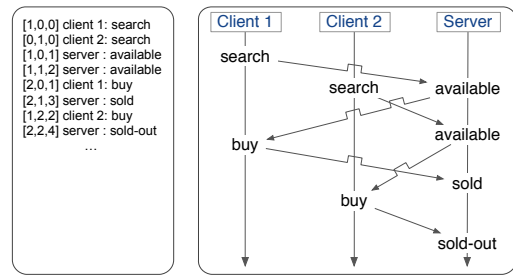 [1,0,0] client 1: search
[0,1,0] client 2: search
[1,0,1] server : available
[1,1,2] server : available
[2,0,1] client 1: buy
[2,1,3] server : sold
[1,2,2] client 2: buy
[2,2,4] server : sold-out
...
Client 1 Client 2 Server
search
search
available
available
buy
sold
buy
sold-out